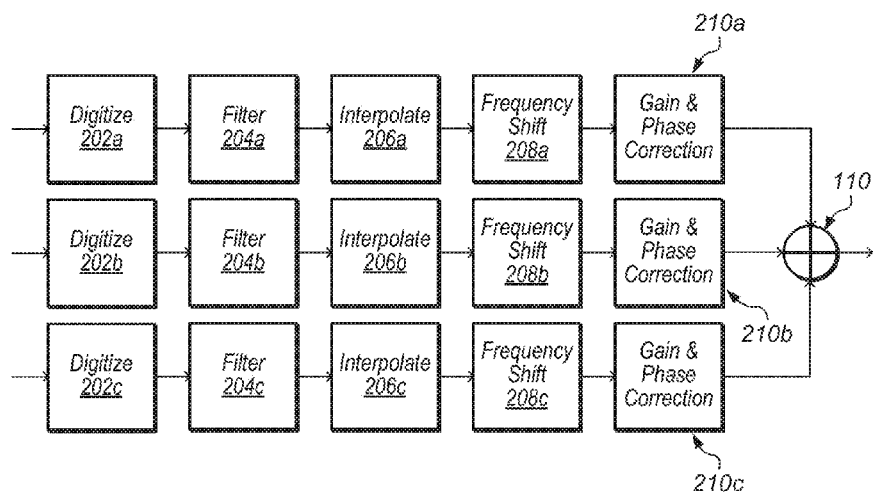 210a
Digitize
202a
Filter
204a
Interpolate
206a
Frequency
Shift
208a
Gain &
Phase
Correction
110
Digitize
202b
Filter
204b
Interpolate
206b
Frequency
Shift
208b
Gain &
Phase
Correction
210b
Digitize
202c
Filter
204c
Interpolate
206c
Frequency
Shift
208c
Gain &
Phase
Correction
210c